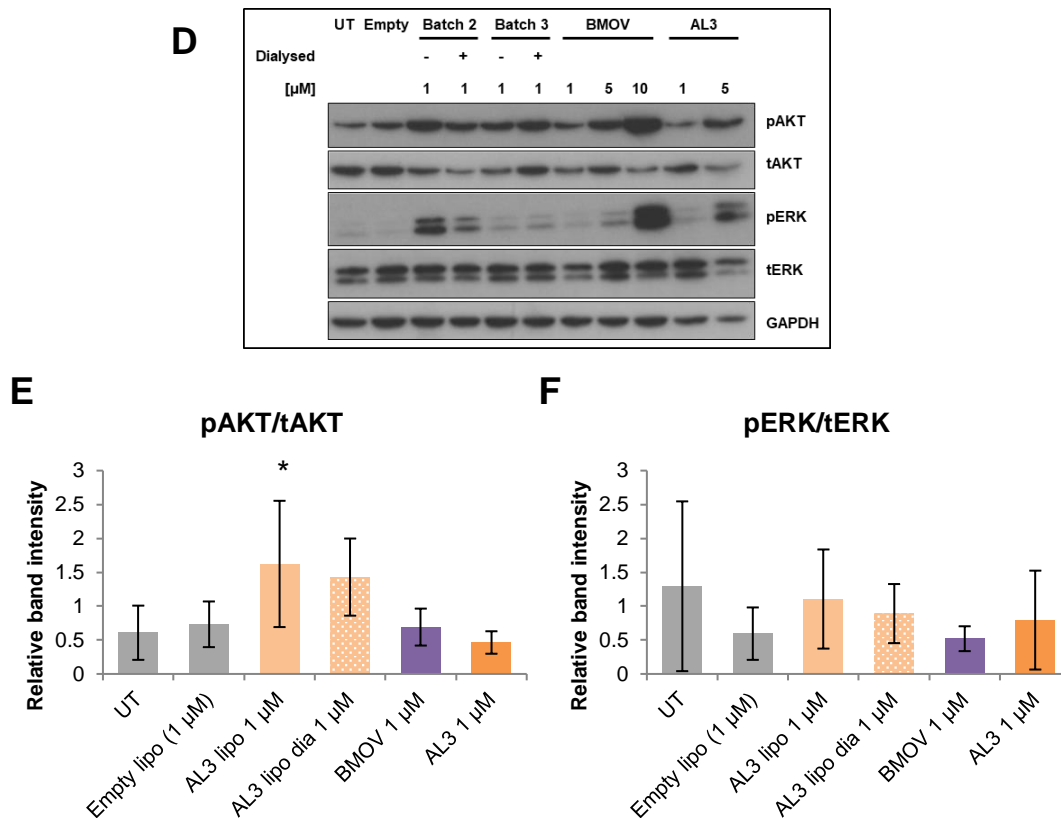 D
UT Empty Batch 2 Batch 3 BMOV AL3
Dialysed - + - +
[µM] 1 1 1 1 1 5 10 1 5
pAKT
tAKT
pERK
tERK
GAPDH
E
pAKT/tAKT
Relative band intensity
3
2.5
2
1.5
1
0.5
0
*
UT
Empty lipo (1 µM)
AL3 lipo 1 µM
AL3 lipo dia 1 µM
BMOV 1 µM
AL3 1 µM
F
pERK/tERK
Relative band intensity
3
2.5
2
1.5
1
0.5
0
UT
Empty lipo (1 µM)
AL3 lipo 1 µM
AL3 lipo dia 1 µM
BMOV 1 µM
AL3 1 µM